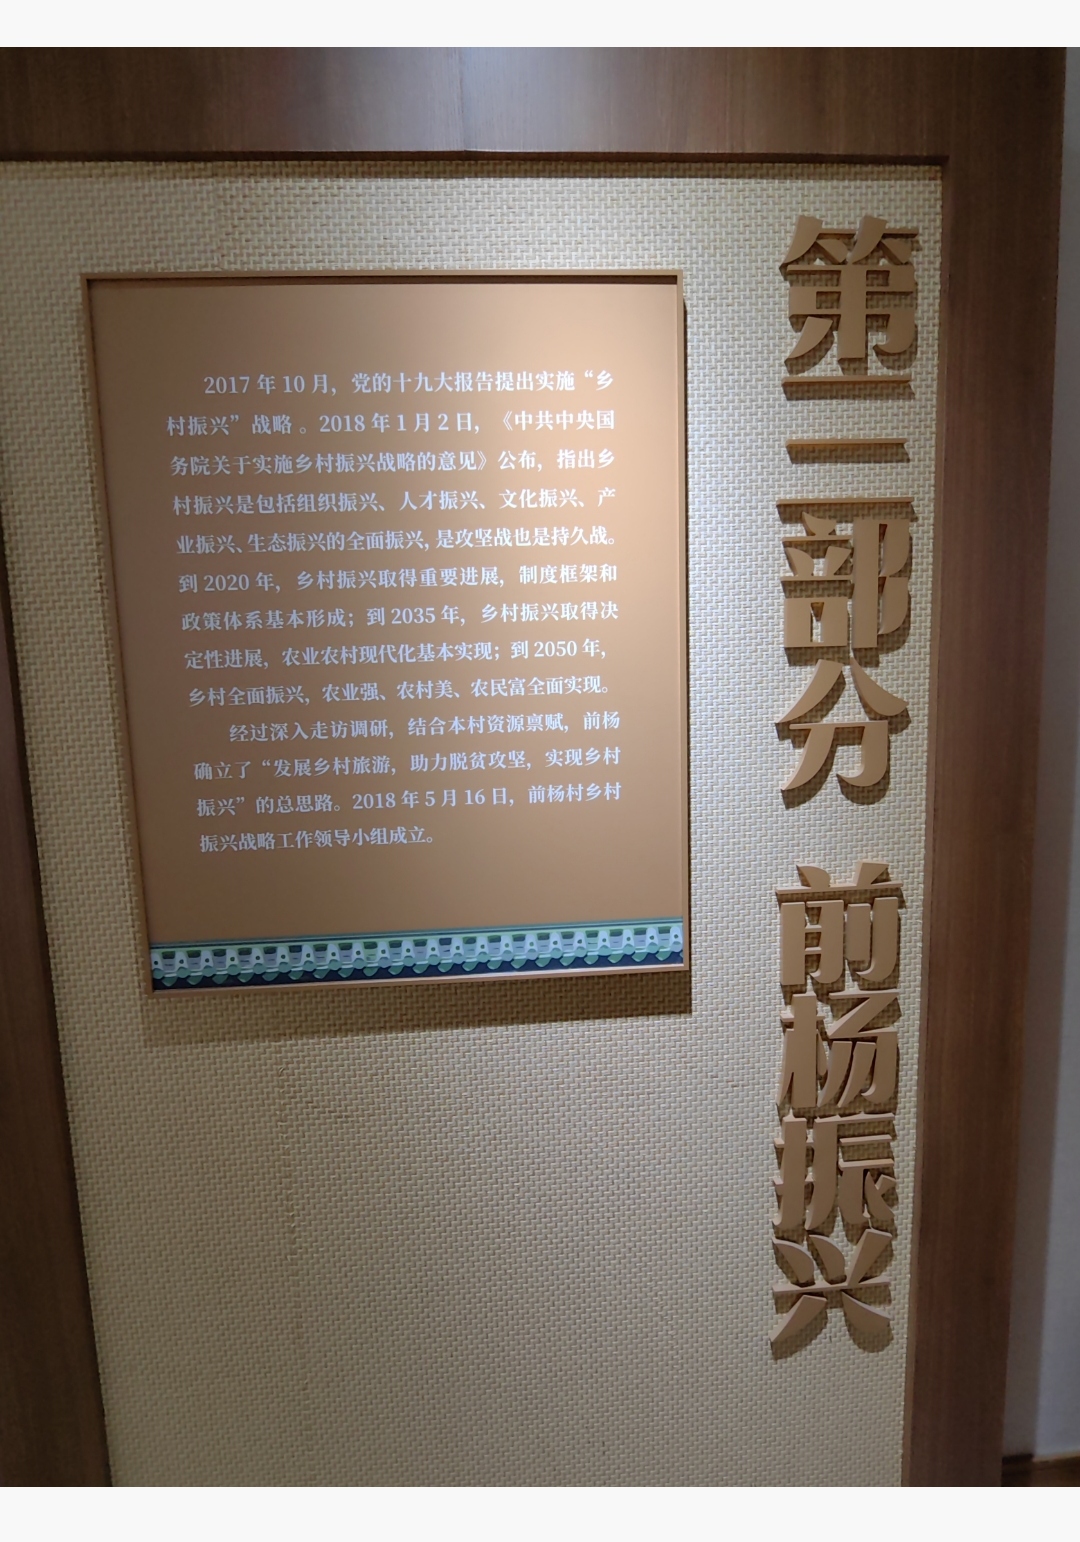 第三部分 前杨振兴
2017 年 10 月，党的十九大报告提出实施“乡
村振兴”战略 。2018 年 1 月 2 日，《中共中央国
务院关于实施乡村振兴战略的意见》公布，指出乡
村振兴是包括组织振兴、人才振兴、文化振兴、产
业振兴、生态振兴的全面振兴，是攻坚战也是持久战。
到 2020 年，乡村振兴取得重要进展，制度框架和
政策体系基本形成；到 2035 年，乡村振兴取得决
定性进展，农业农村现代化基本实现；到 2050 年，
乡村全面振兴，农业强、农村美、农民富全面实现。
经过深入走访调研，结合本村资源禀赋，前杨
确立了“发展乡村旅游，助力脱贫攻坚，实现乡村
振兴”的总思路。2018 年 5 月 16 日，前杨村乡村
振兴战略工作领导小组成立。